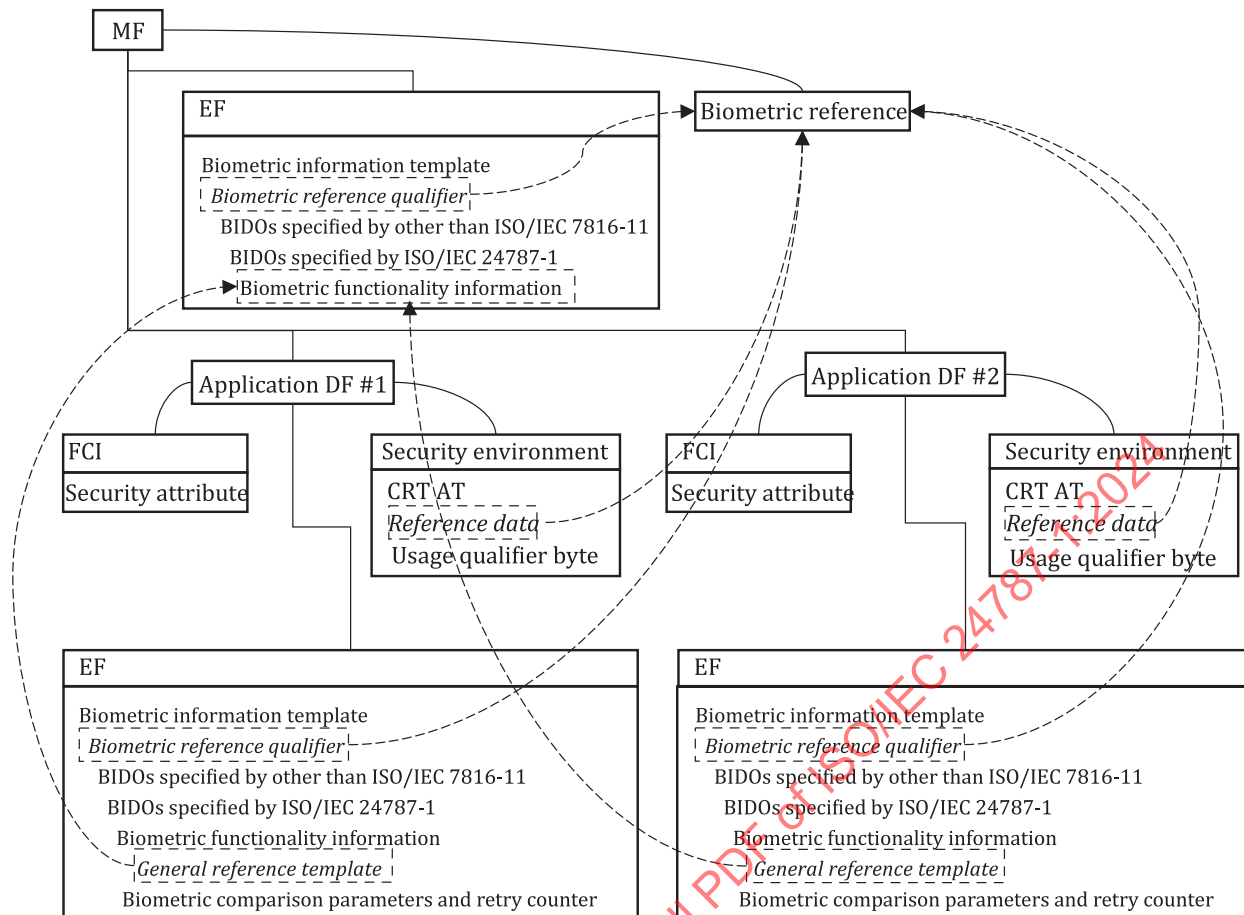 MF
EF
Biometric reference
Biometric information template
Biometric reference qualifier
BIDOs specified by other than ISO/IEC 7816-11
BIDOs specified by ISO/IEC 24787-1
Biometric functionality information
Application DF #1
Application DF #2
FCI
Security attribute
Security environment
CRT AT
Reference data
Usage qualifier byte
FCI
Security attribute
Security environment
CRT AT
Reference data
Usage qualifier byte
EF
Biometric information template
Biometric reference qualifier
BIDOs specified by other than ISO/IEC 7816-11
BIDOs specified by ISO/IEC 24787-1
Biometric functionality information
General reference template
Biometric comparison parameters and retry counter
EF
Biometric information template
Biometric reference qualifier
BIDOs specified by other than ISO/IEC 7816-11
BIDOs specified by ISO/IEC 24787-1
Biometric functionality information
General reference template
Biometric comparison parameters and retry counter
PDF of ISO/IEC 24787-1:2024